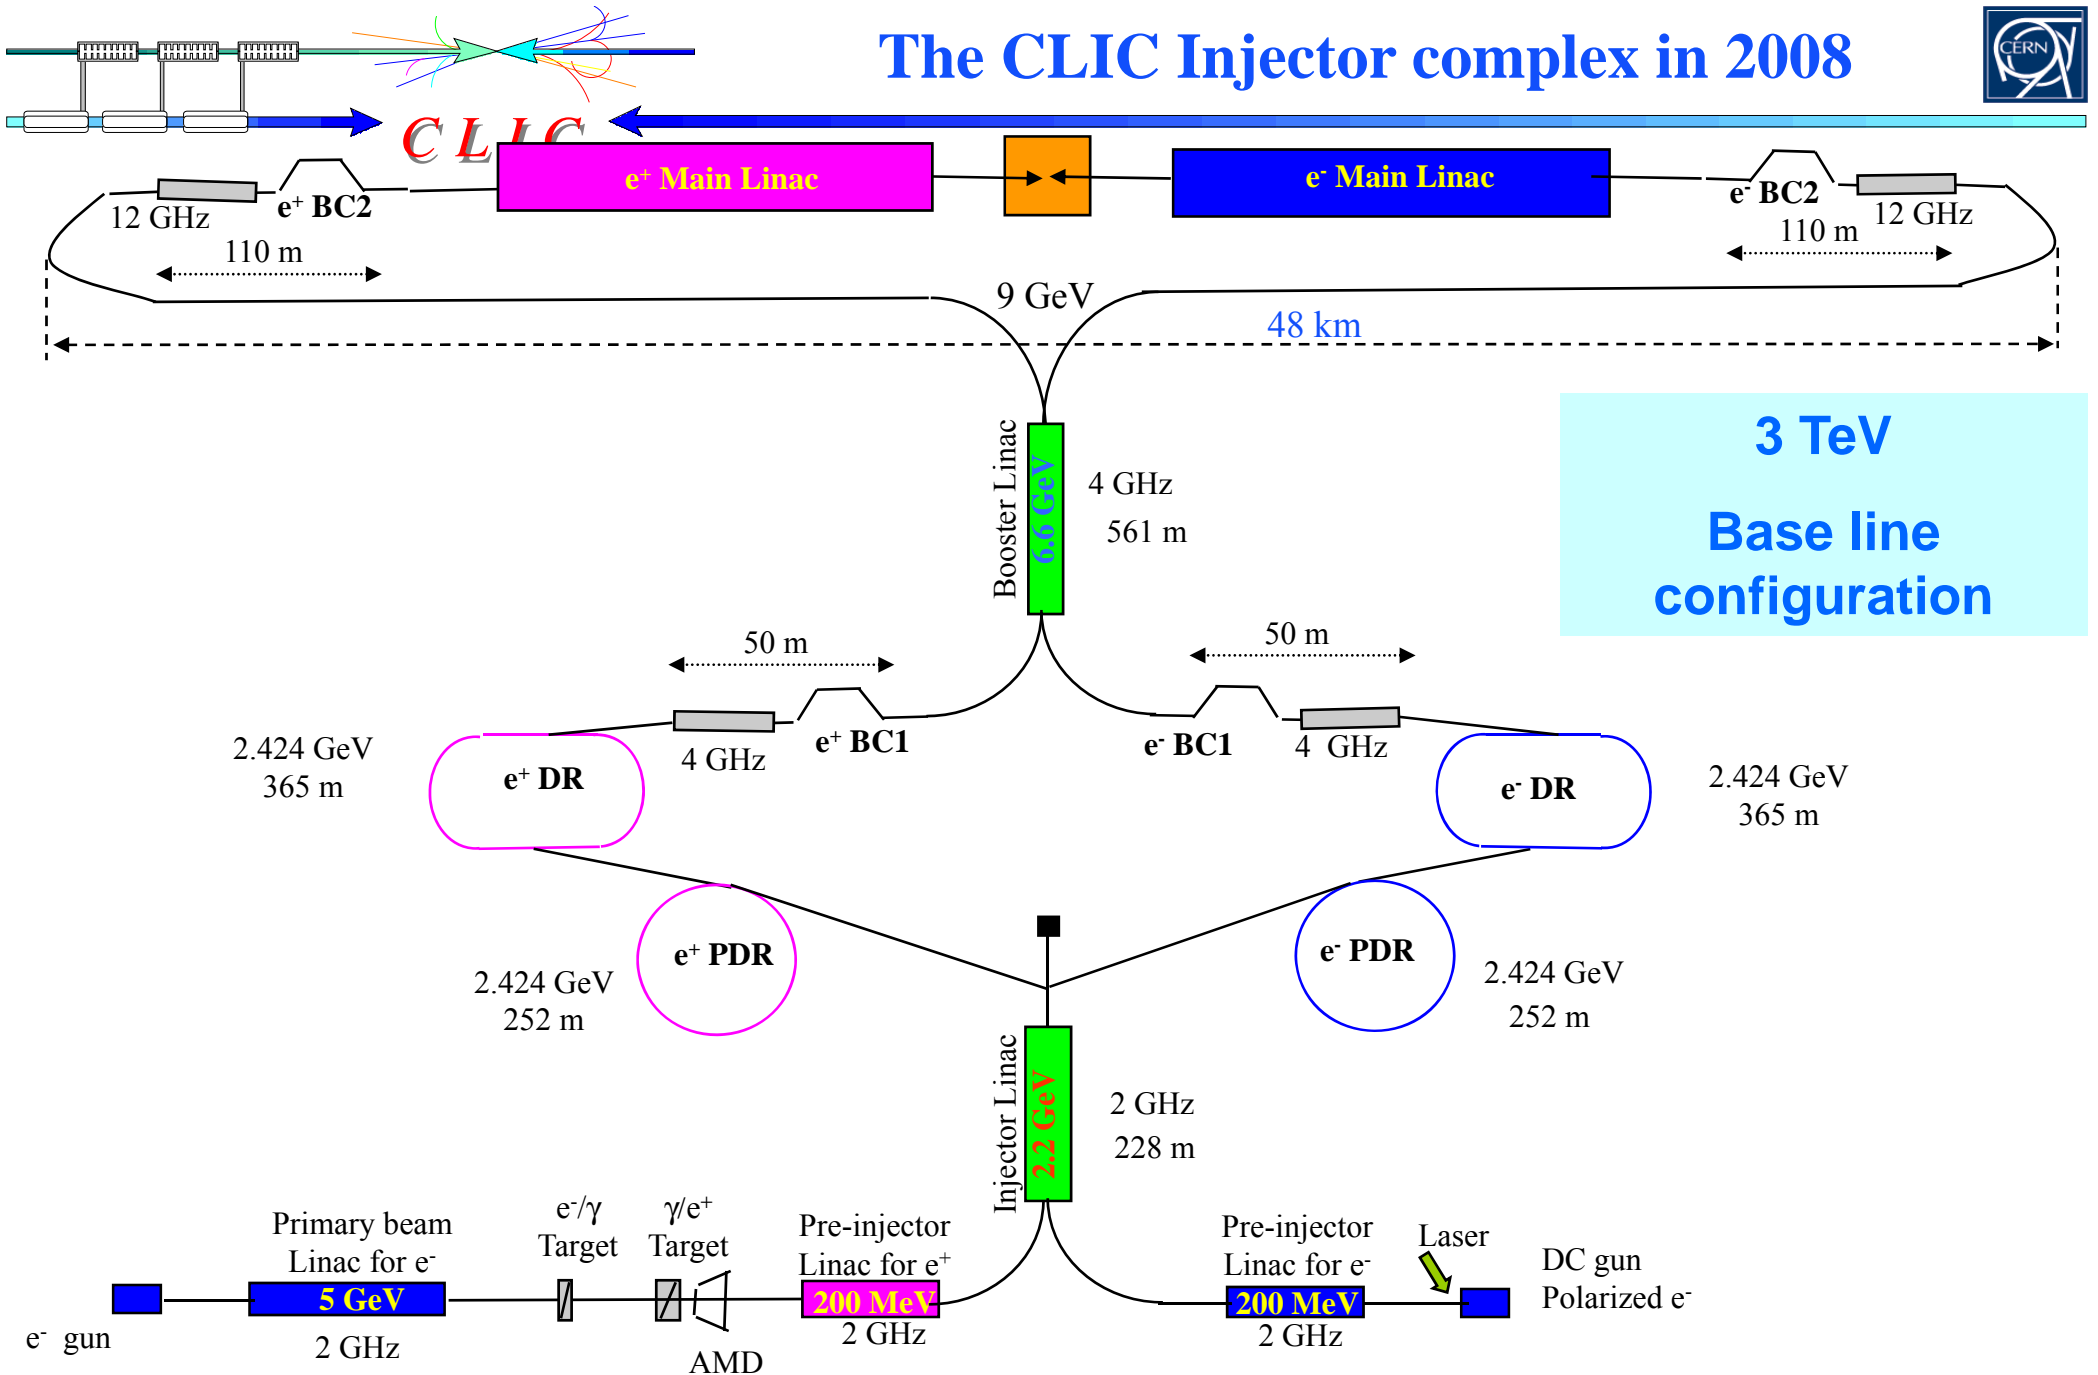 The CLIC Injector complex in 2008
CERN
C L I C
e⁺ Main Linac
e⁻ Main Linac
12 GHz
e⁺ BC2
e⁻ BC2
12 GHz
110 m
110 m
9 GeV
48 km
3 TeV
Base line
configuration
Booster Linac
6.6 GeV
4 GHz
561 m
50 m
50 m
4 GHz
e⁺ BC1
e⁻ BC1
4 GHz
2.424 GeV
365 m
e⁺ DR
e⁻ DR
2.424 GeV
365 m
e⁺ PDR
e⁻ PDR
2.424 GeV
252 m
2.424 GeV
252 m
Injector Linac
2.2 GeV
2 GHz
228 m
Primary beam
Linac for e⁻
5 GeV
2 GHz
e⁻ gun
e⁻/γ
Target
γ/e⁺
Target
AMD
Pre-injector
Linac for e⁺
200 MeV
2 GHz
Pre-injector
Linac for e⁻
200 MeV
2 GHz
Laser
DC gun
Polarized e⁻